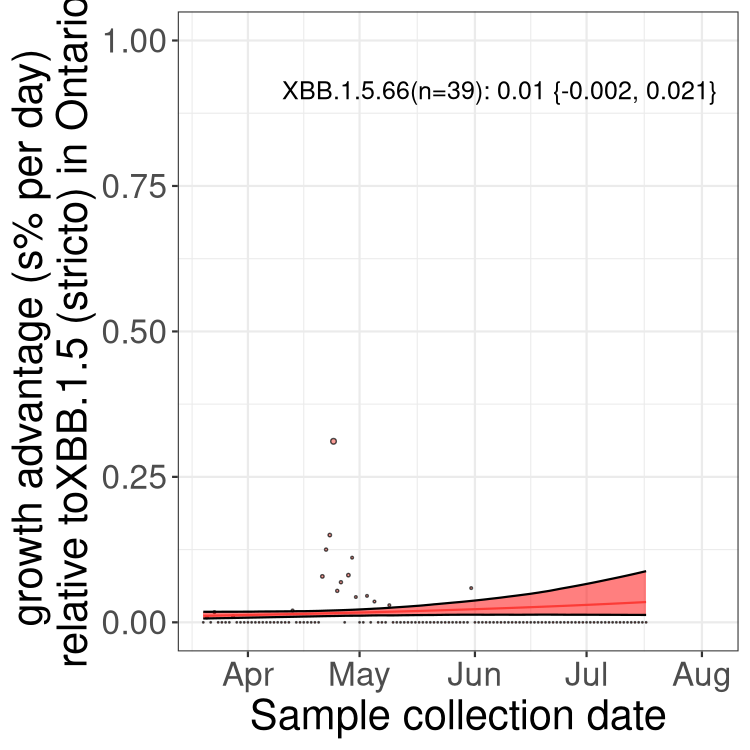 growth advantage (s% per day)
relative toXBB.1.5 (stricto) in Ontario
1.00
XBB.1.5.66(n=39): 0.01 {-0.002, 0.021}
0.75
0.50
0.25
0.00
Apr May Jun Jul Aug
Sample collection date